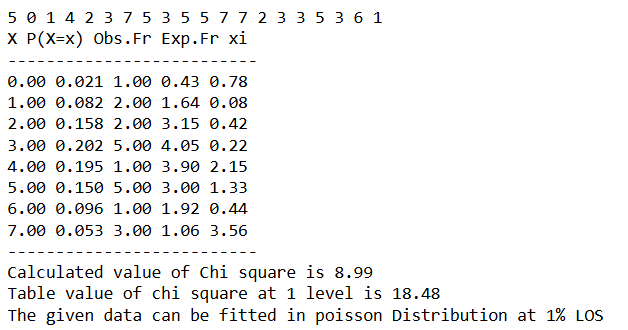 5 0 1 4 2 3 7 5 3 5 5 7 7 2 3 3 5 3 6 1
X P(X=x) Obs.Fr Exp.Fr xi
--------------------------
0.00 0.021 1.00 0.43 0.78
1.00 0.082 2.00 1.64 0.08
2.00 0.158 2.00 3.15 0.42
3.00 0.202 5.00 4.05 0.22
4.00 0.195 1.00 3.90 2.15
5.00 0.150 5.00 3.00 1.33
6.00 0.096 1.00 1.92 0.44
7.00 0.053 3.00 1.06 3.56
--------------------------
Calculated value of Chi square is 8.99
Table value of chi square at 1 level is 18.48
The given data can be fitted in poisson Distribution at 1% LOS